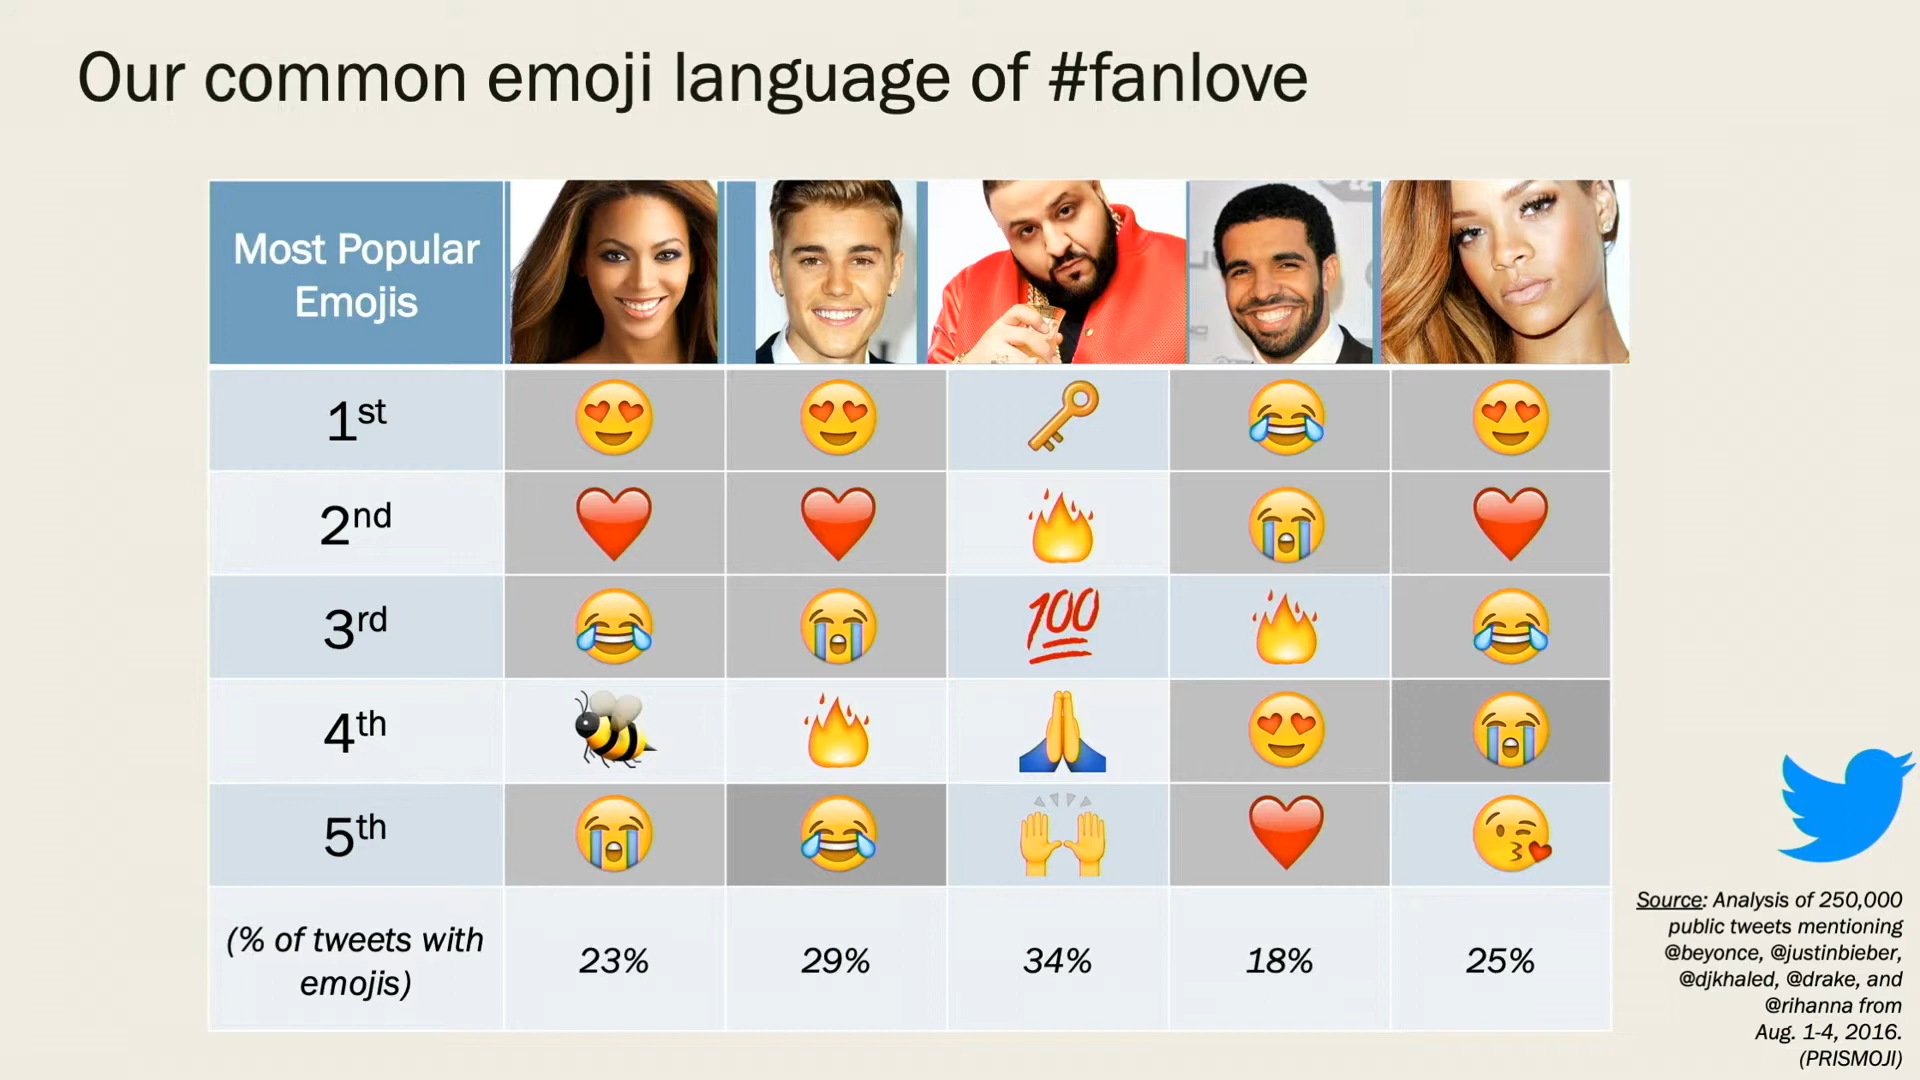 Our common emoji language of #fanlove
Most Popular
Emojis
1st
2nd
3rd
100
4th
5th
(% of tweets with
emojis)
23%
29%
34%
18%
25%
Source: Analysis of 250,000
public tweets mentioning
@beyonce, @justinbieber,
@djkhaled, @drake, and
@rihanna from
Aug. 1-4, 2016.
(PRISMOJI)